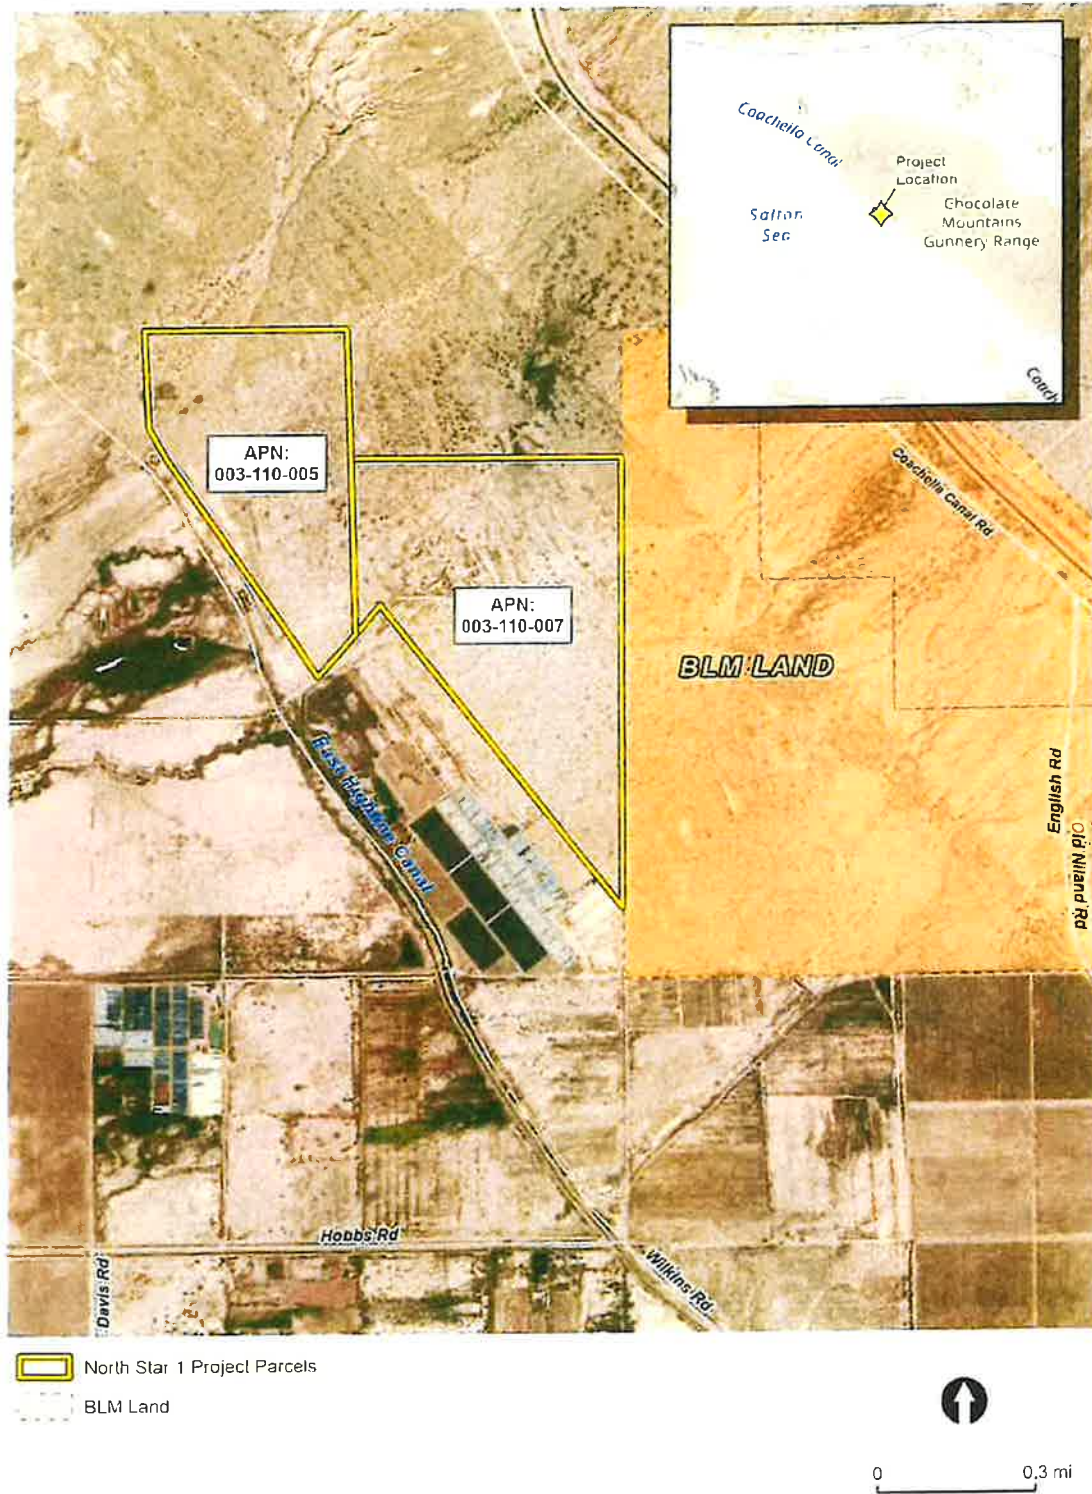 Coachella Canal
Project
Location
Salton
Sea
Chocolate
Mountains
Gunnery Range
Coach
APN:
003-110-005
Coachella Canal Rd
APN:
003-110-007
BLM LAND
English Rd
Old Niland Rd
East Highline Canal
Hobbs Rd
Wilkins Rd
Davis Rd
North Star 1 Project Parcels
BLM Land
0
0.3 mi